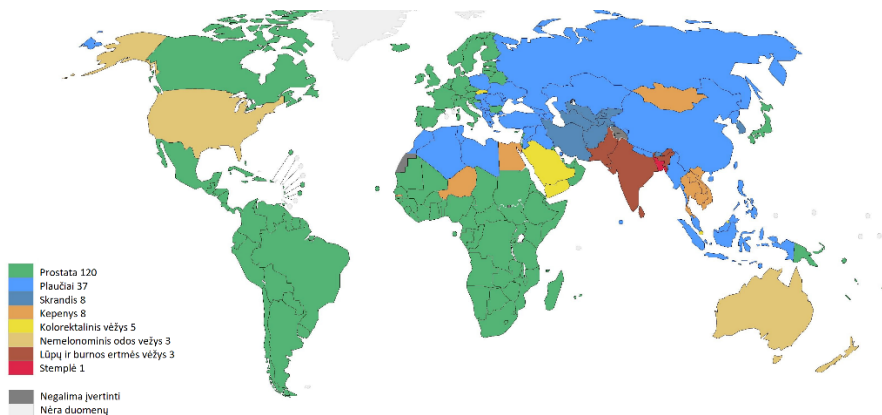 Prostata 120
Plaučiai 37
Skrandis 8
Kepenys 8
Kolorektalinis vėžys 5
Nemelonominis odos vežys 3
Lūpų ir burnos ertmės vėžys 3
Stemplė 1
Negalima įvertinti
Nėra duomenų